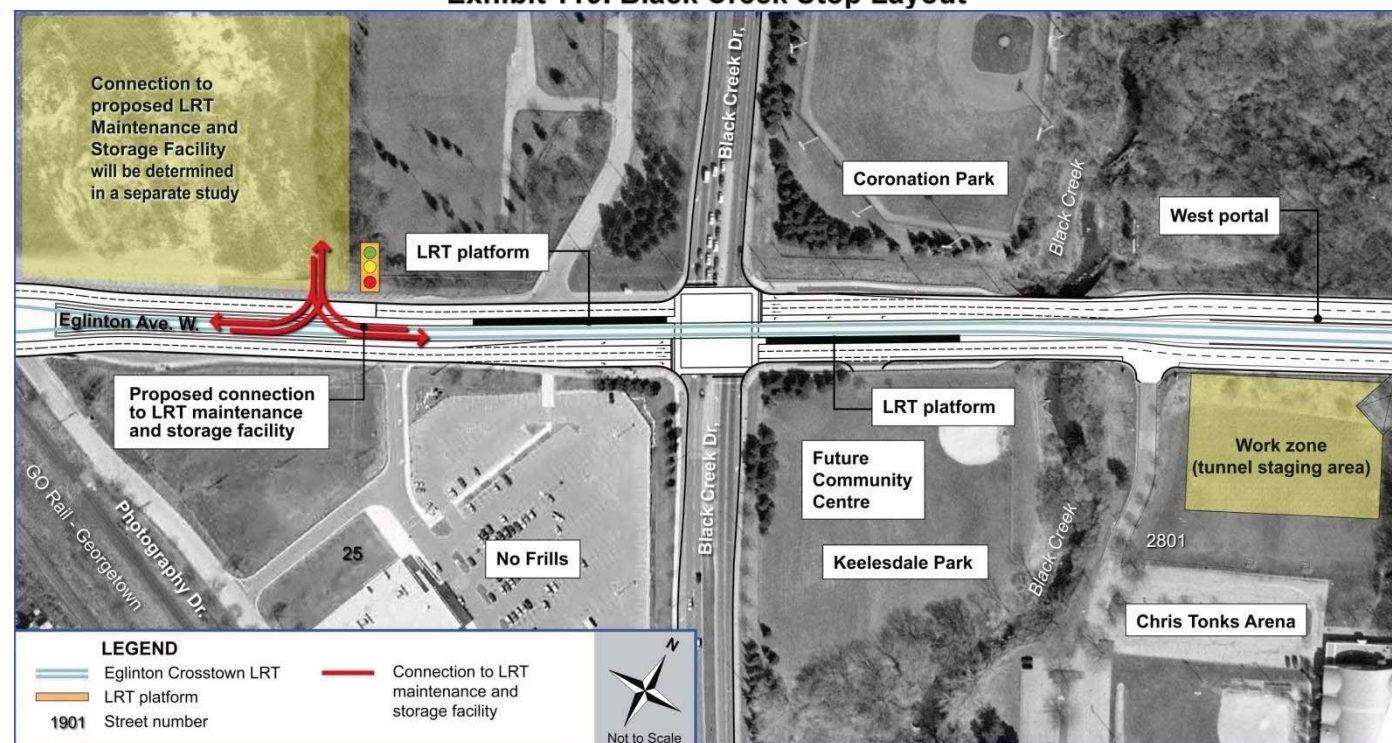 Exhibit 110: Black Creek Stop Layout
Connection to
proposed LRT
Maintenance and
Storage Facility
will be determined
in a separate study
LRT platform
Black Creek Dr,
Coronation Park
Black Creek
West portal
Eglinton Ave. W.
Proposed connection
to LRT maintenance
and storage facility
LRT platform
Work zone
(tunnel staging area)
GO Rail - Georgetown
Photography Dr.
25
No Frills
Black Creek Dr,
Future
Community
Centre
Keelesdale Park
Black Creek
2801
Chris Tonks Arena
LEGEND
Eglinton Crosstown LRT
LRT platform
1901 Street number
Connection to LRT
maintenance and
storage facility
N
Not to Scale